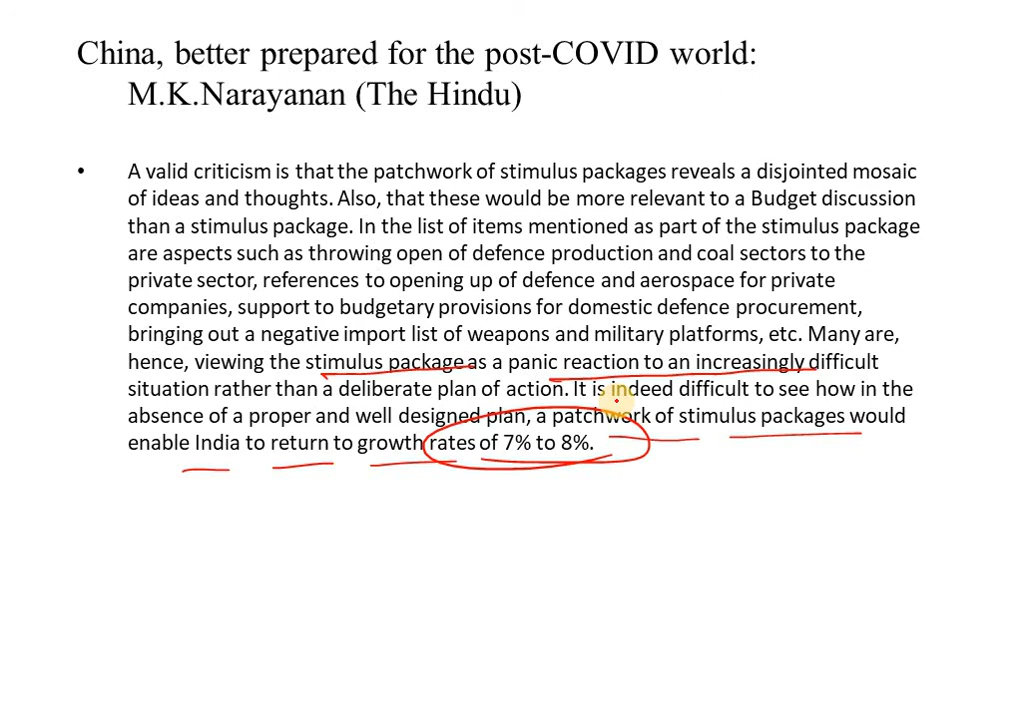 China, better prepared for the post-COVID world:
M.K.Narayanan (The Hindu)
• A valid criticism is that the patchwork of stimulus packages reveals a disjointed mosaic
of ideas and thoughts. Also, that these would be more relevant to a Budget discussion
than a stimulus package. In the list of items mentioned as part of the stimulus package
are aspects such as throwing open of defence production and coal sectors to the
private sector, references to opening up of defence and aerospace for private
companies, support to budgetary provisions for domestic defence procurement,
bringing out a negative import list of weapons and military platforms, etc. Many are,
hence, viewing the stimulus package as a panic reaction to an increasingly difficult
situation rather than a deliberate plan of action. It is indeed difficult to see how in the
absence of a proper and well designed plan, a patchwork of stimulus packages would
enable India to return to growth rates of 7% to 8%.